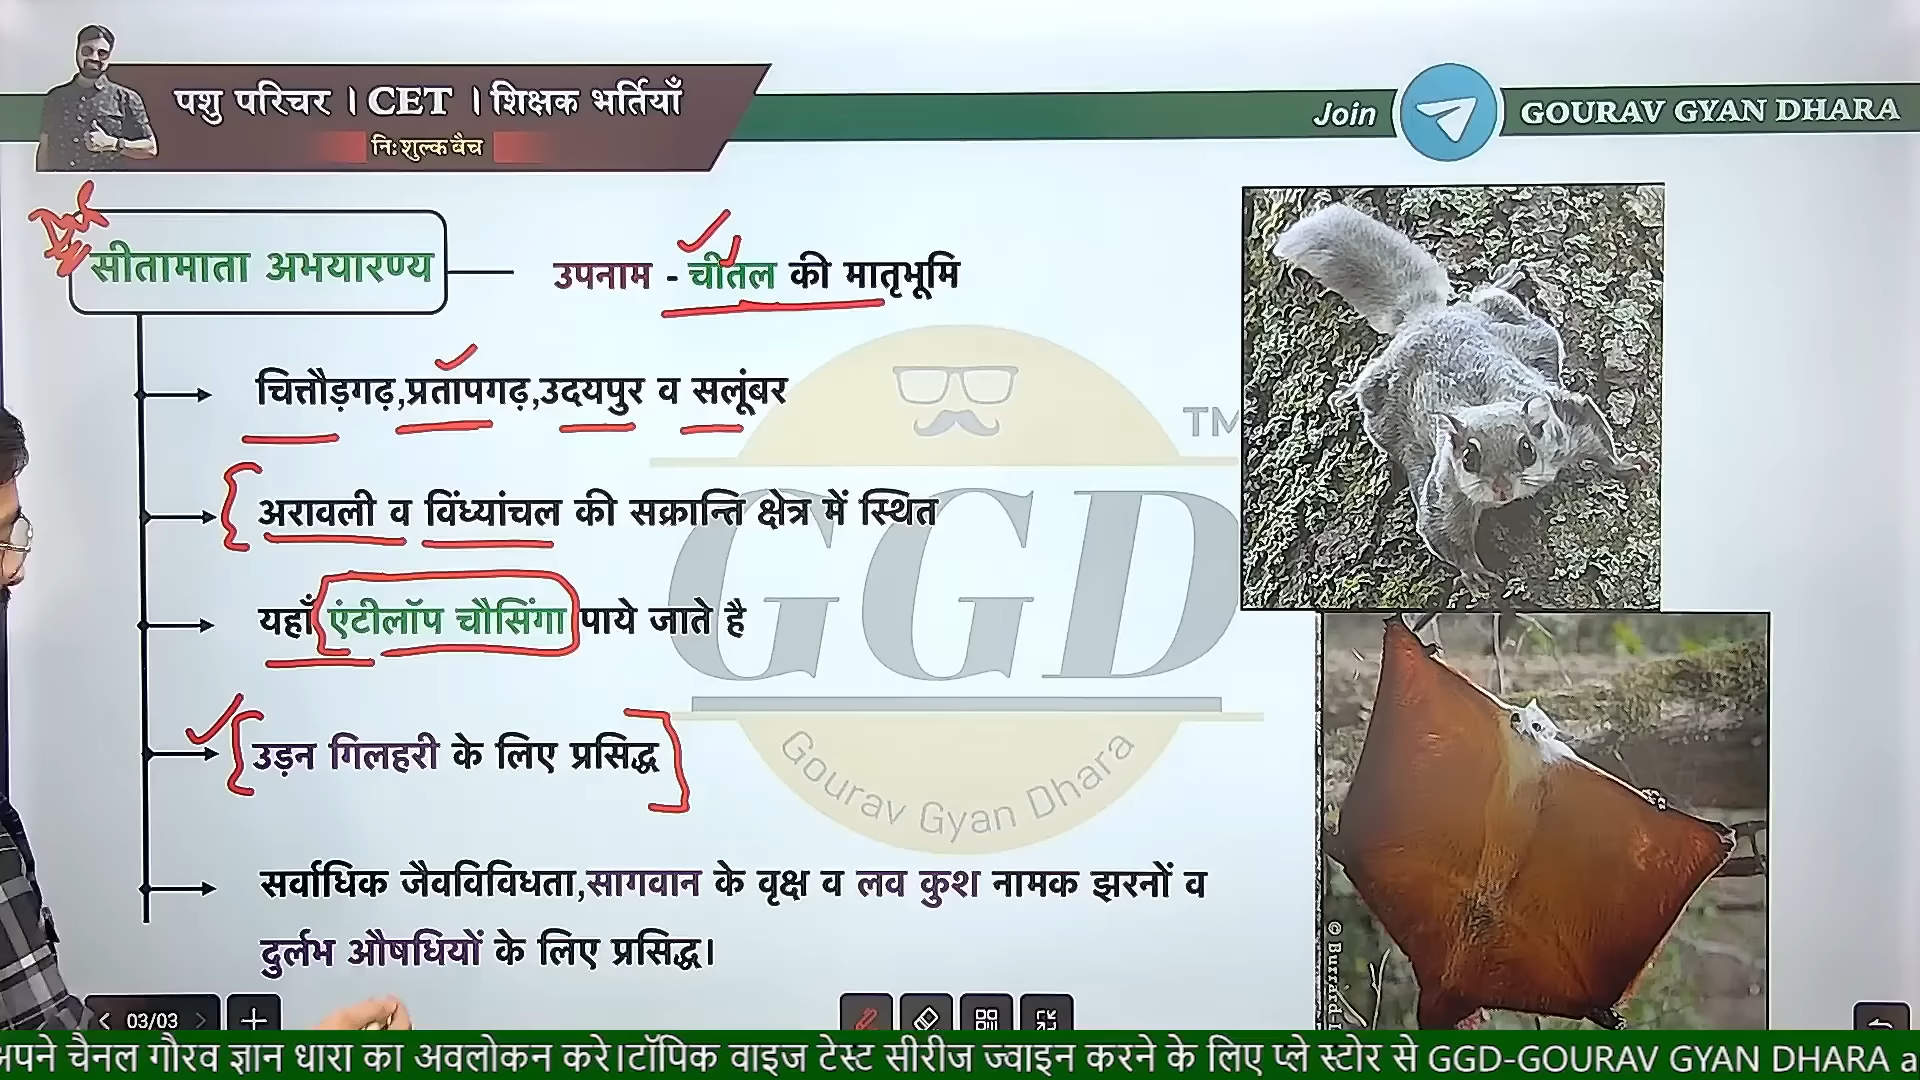 पशु परिचर । CET । शिक्षक भर्तियाँ
निःशुल्क बैच
Join GOURAV GYAN DHARA
सीतामाता अभयारण्य
उपनाम - चीतल की मातृभूमि
चित्तौड़गढ़,प्रतापगढ़,उदयपुर व सलूंबर
TM
अरावली व विंध्यांचल की सक्रान्ति क्षेत्र में स्थित
GGD
यहाँ एंटीलॉप चौसिंगा पाये जाते है
उड़न गिलहरी के लिए प्रसिद्ध
Gourav Gyan Dhara
सर्वाधिक जैवविविधता,सागवान के वृक्ष व लव कुश नामक झरनों व
दुर्लभ औषधियों के लिए प्रसिद्ध।
03/03
अपने चैनल गौरव ज्ञान धारा का अवलोकन करे।टॉपिक वाइज टेस्ट सीरीज ज्वाइन करने के लिए प्ले स्टोर से GGD-GOURAV GYAN DHARA a